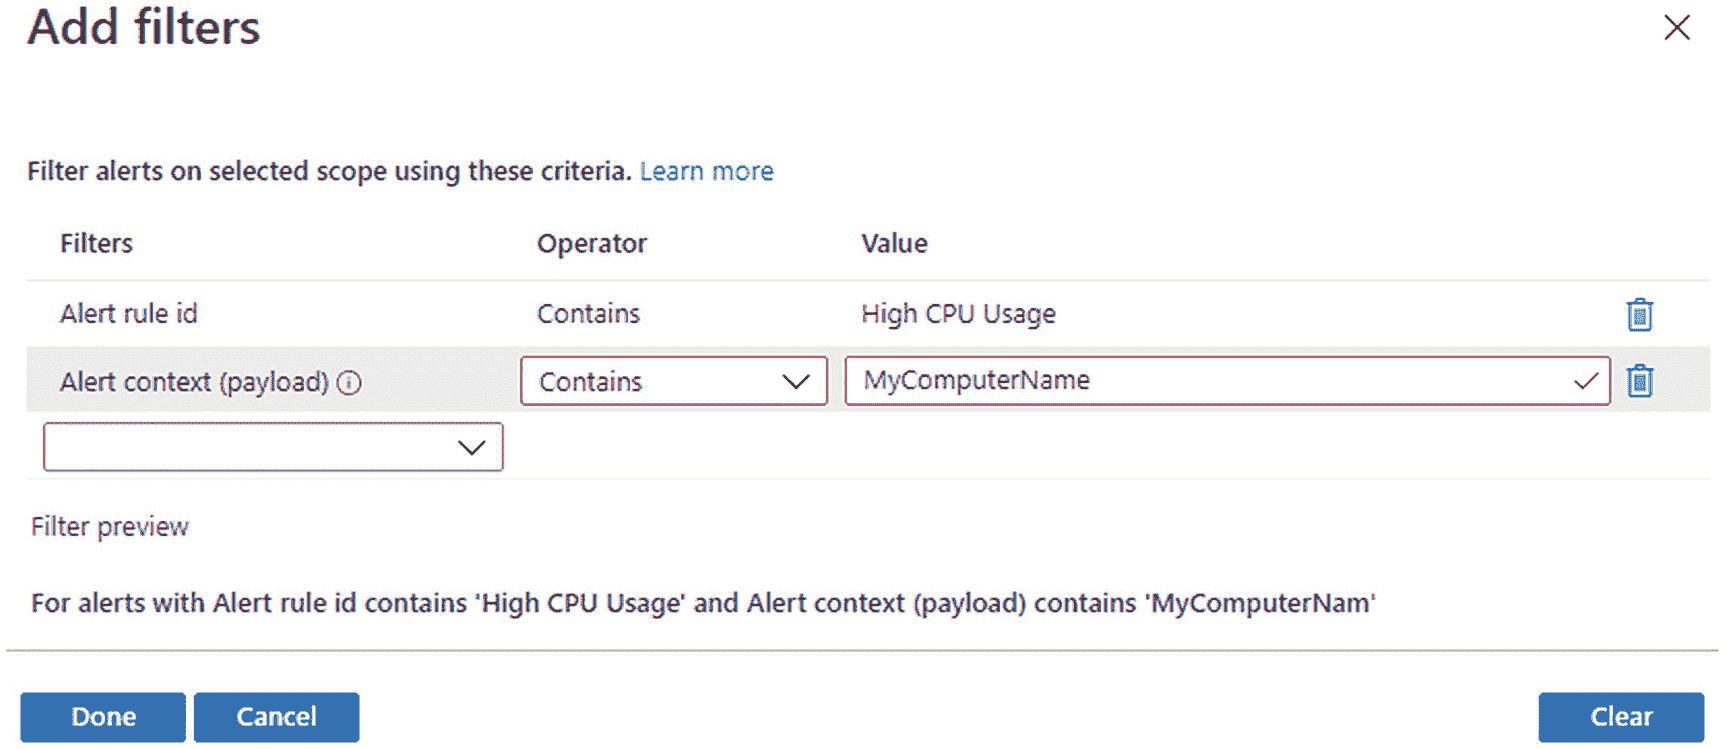 Add filters
Filter alerts on selected scope using these criteria. Learn more
Filters Operator Value
Alert rule id Contains High CPU Usage
Alert context (payload) Contains MyComputerName
Filter preview
For alerts with Alert rule id contains 'High CPU Usage' and Alert context (payload) contains 'MyComputerNam'
Done Cancel Clear